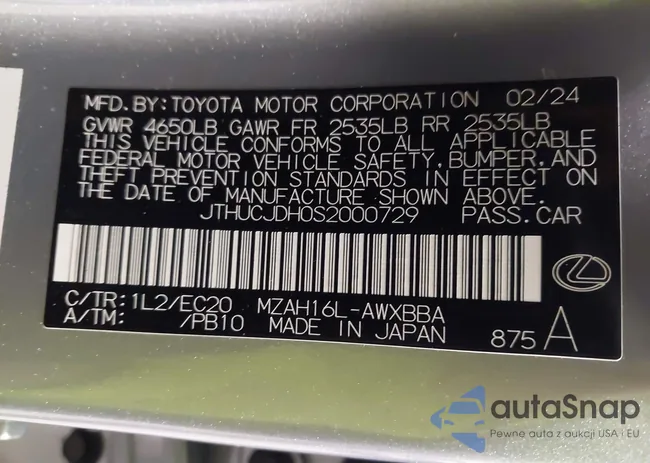 MFD.BY:TOYOTA MOTOR CORPORATION 02/24
GVWR 4650LB GAWR FR 2535LB RR 2535LB
THIS VEHICLE CONFORMS TO ALL APPLICABLE
FEDERAL MOTOR VEHICLE SAFETY,BUMPER,AND
THEFT PREVENTION STANDARDS IN EFFECT ON
THE DATE OF MANUFACTURE SHOWN ABOVE.
JTHUCJDH0S2000729 PASS.CAR
C/TR:1L2/EC20 MZAH16L-AWXBBA
A/TM: /PB10 MADE IN JAPAN 875 A
autaSnap
Pewne auta z aukcji USA i EU